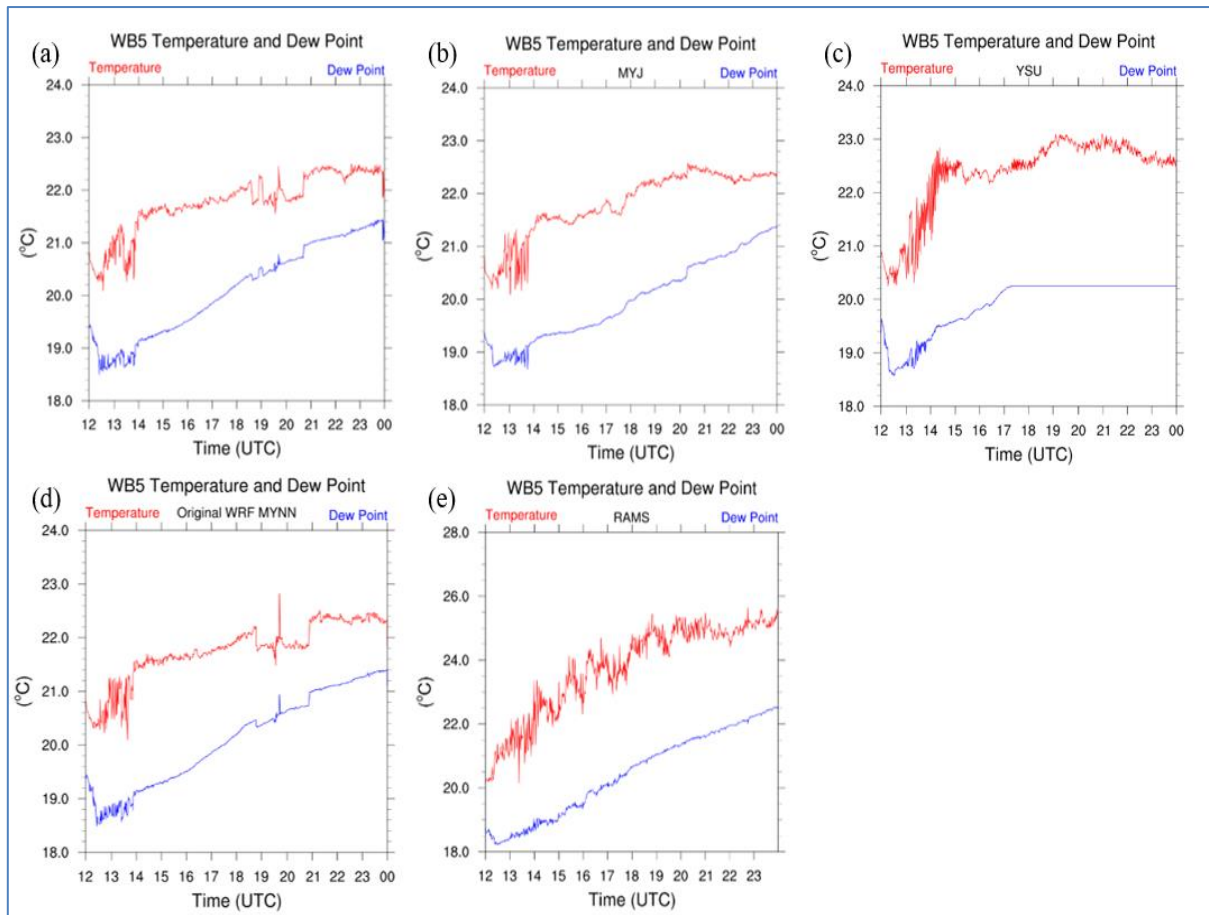 (a)
WB5 Temperature and Dew Point
Temperature Dew Point
24.0
23.0
22.0
21.0
20.0
19.0
18.0
(°C)
12 13 14 15 16 17 18 19 20 21 22 23 00
Time (UTC)
(b)
WB5 Temperature and Dew Point
Temperature MYJ Dew Point
24.0
23.0
22.0
21.0
20.0
19.0
18.0
(°C)
12 13 14 15 16 17 18 19 20 21 22 23 00
Time (UTC)
(c)
WB5 Temperature and Dew Point
Temperature YSU Dew Point
24.0
23.0
22.0
21.0
20.0
19.0
18.0
(°C)
12 13 14 15 16 17 18 19 20 21 22 23 00
Time (UTC)
(d)
WB5 Temperature and Dew Point
Temperature Original WRF MYNN Dew Point
24.0
23.0
22.0
21.0
20.0
19.0
18.0
(°C)
12 13 14 15 16 17 18 19 20 21 22 23 00
Time (UTC)
(e)
WB5 Temperature and Dew Point
Temperature RAMS Dew Point
28.0
26.0
24.0
22.0
20.0
18.0
(°C)
12 13 14 15 16 17 18 19 20 21 22 23
Time (UTC)